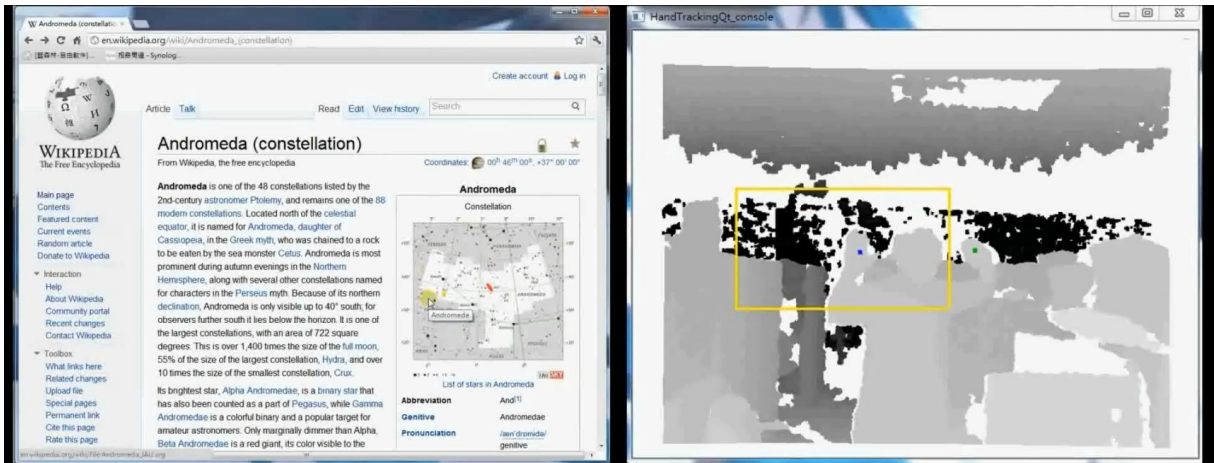 Andromeda (constellatio
en.wikipedia.org/wiki/Andromeda_(constellation)
- Synolog...
Create account Log in
Article Talk
Read Edit View history
Search
WIKIPEDIA
The Free Encyclopedia
Main page
Contents
Featured content
Current events
Random article
Donate to Wikipedia
Interaction
Help
About Wikipedia
Community portal
Recent changes
Contact Wikipedia
Toolbox
What links here
Related changes
Upload file
Special pages
Permanent link
Cite this page
Rate this page
Andromeda (constellation)
From Wikipedia, the free encyclopedia
Coordinates: 00h 46m 00s, +37° 00′ 00″
Andromeda is one of the 48 constellations listed by the
2nd-century astronomer Ptolemy, and remains one of the 88
modern constellations. Located north of the celestial
equator, it is named for Andromeda, daughter of
Cassiopeia, in the Greek myth, who was chained to a rock
to be eaten by the sea monster Cetus. Andromeda is most
prominent during autumn evenings in the Northern
Hemisphere, along with several other constellations named
for characters in the Perseus myth. Because of its northern
declination, Andromeda is only visible up to 40° south; for
observers further south it lies below the horizon. It is one of
the largest constellations, with an area of 722 square
degrees. This is over 1,400 times the size of the full moon,
55% of the size of the largest constellation, Hydra, and over
10 times the size of the smallest constellation, Crux.
Its brightest star, Alpha Andromedae, is a binary star that
has also been counted as a part of Pegasus, while Gamma
Andromedae is a colorful binary and a popular target for
amateur astronomers. Only marginally dimmer than Alpha,
Beta Andromedae is a red giant, its color visible to the
Andromeda
Constellation
Andromeda
List of stars in Andromeda
Abbreviation And[1]
Genitive Andromedae
Pronunciation /ænˈdrɒmɪdə/
genitive
HandTrackingQt_console